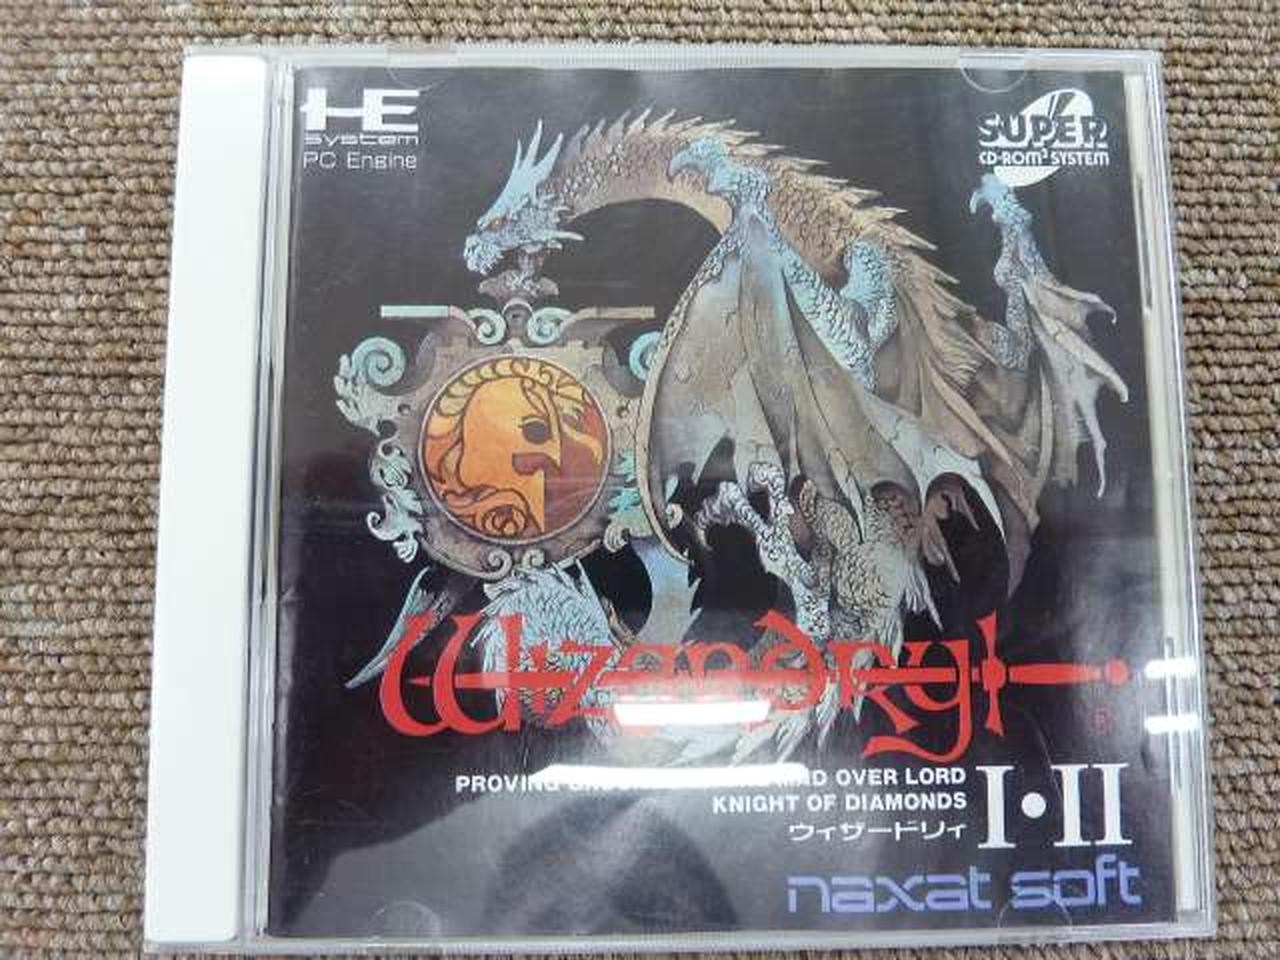 HE
System
PC Engine
SUPER
CD-ROM² SYSTEM
Wizardry
®
PROVING OVER LORD
KNIGHT OF DIAMONDS
ウィザードリィ
I・II
naxat soft